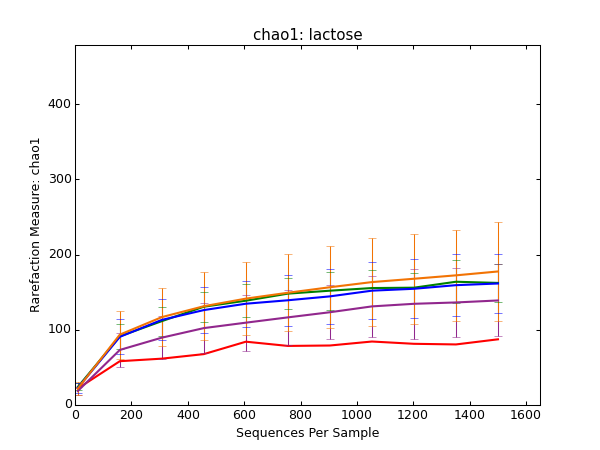 chao1: lactose
Rarefaction Measure: chao1
400
300
200
100
0
0 200 400 600 800 1000 1200 1400 1600
Sequences Per Sample